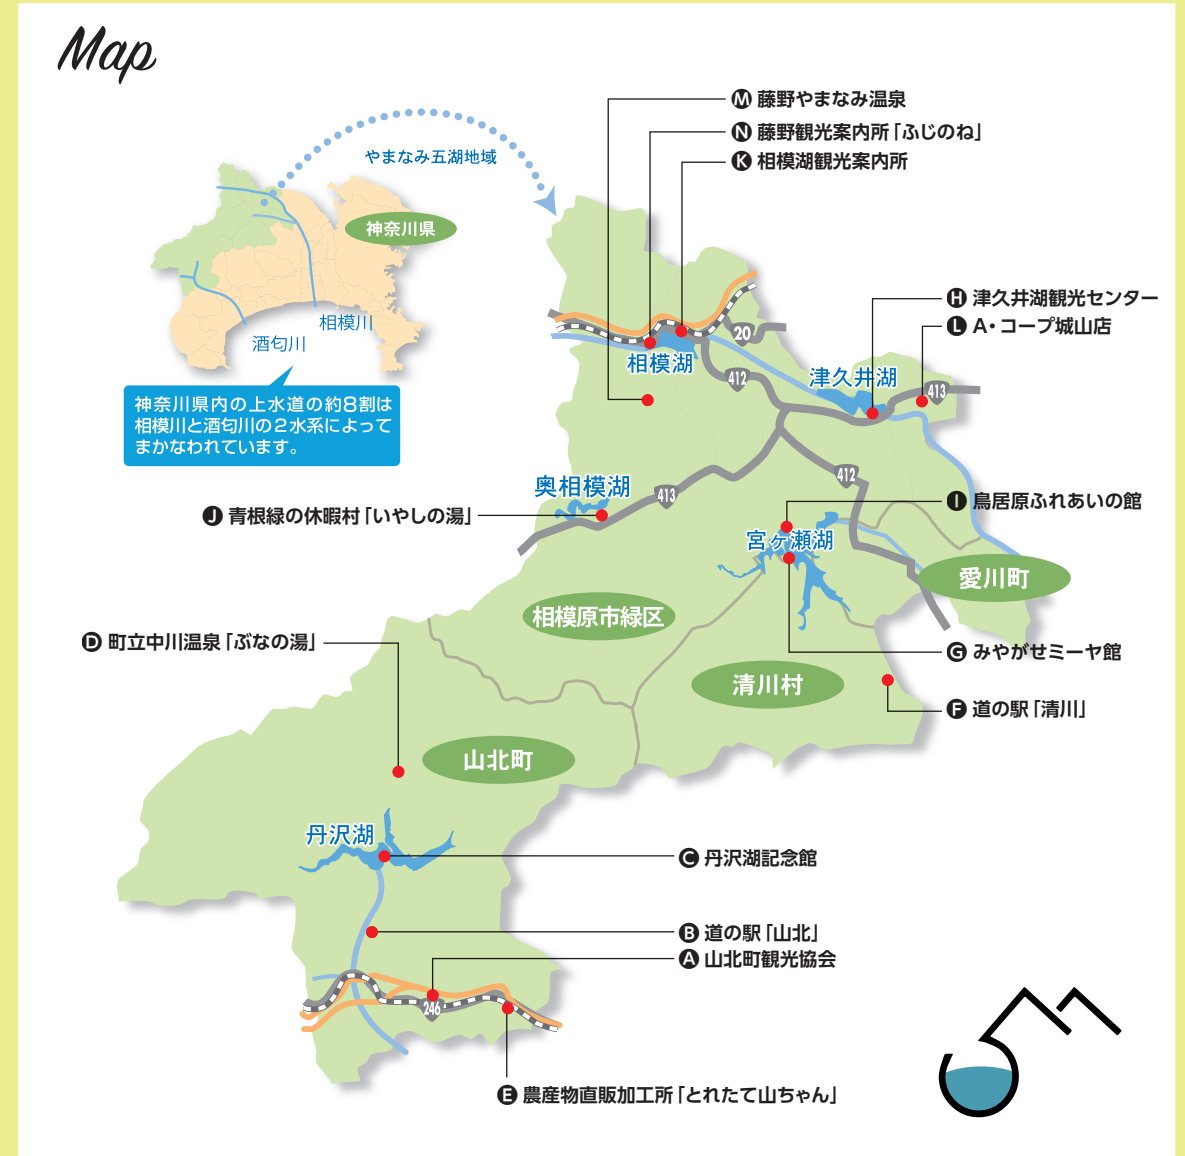 Map
M 藤野やまなみ温泉
N 藤野観光案内所「ふじのね」
K 相模湖観光案内所
やまなみ五湖地域
神奈川県
相模川
酒匂川
神奈川県内の上水道の約8割は
相模川と酒匂川の2水系によって
まかなわれています。
H 津久井湖観光センター
L A・コープ城山店
20
相模湖
412
津久井湖
413
奥相模湖
413
412
J 青根緑の休暇村「いやしの湯」
I 鳥居原ふれあいの館
宮ヶ瀬湖
愛川町
相模原市緑区
D 町立中川温泉「ぶなの湯」
G みやがせミーヤ館
清川村
F 道の駅「清川」
山北町
丹沢湖
C 丹沢湖記念館
B 道の駅「山北」
A 山北町観光協会
246
E 農産物直販加工所「とれたて山ちゃん」